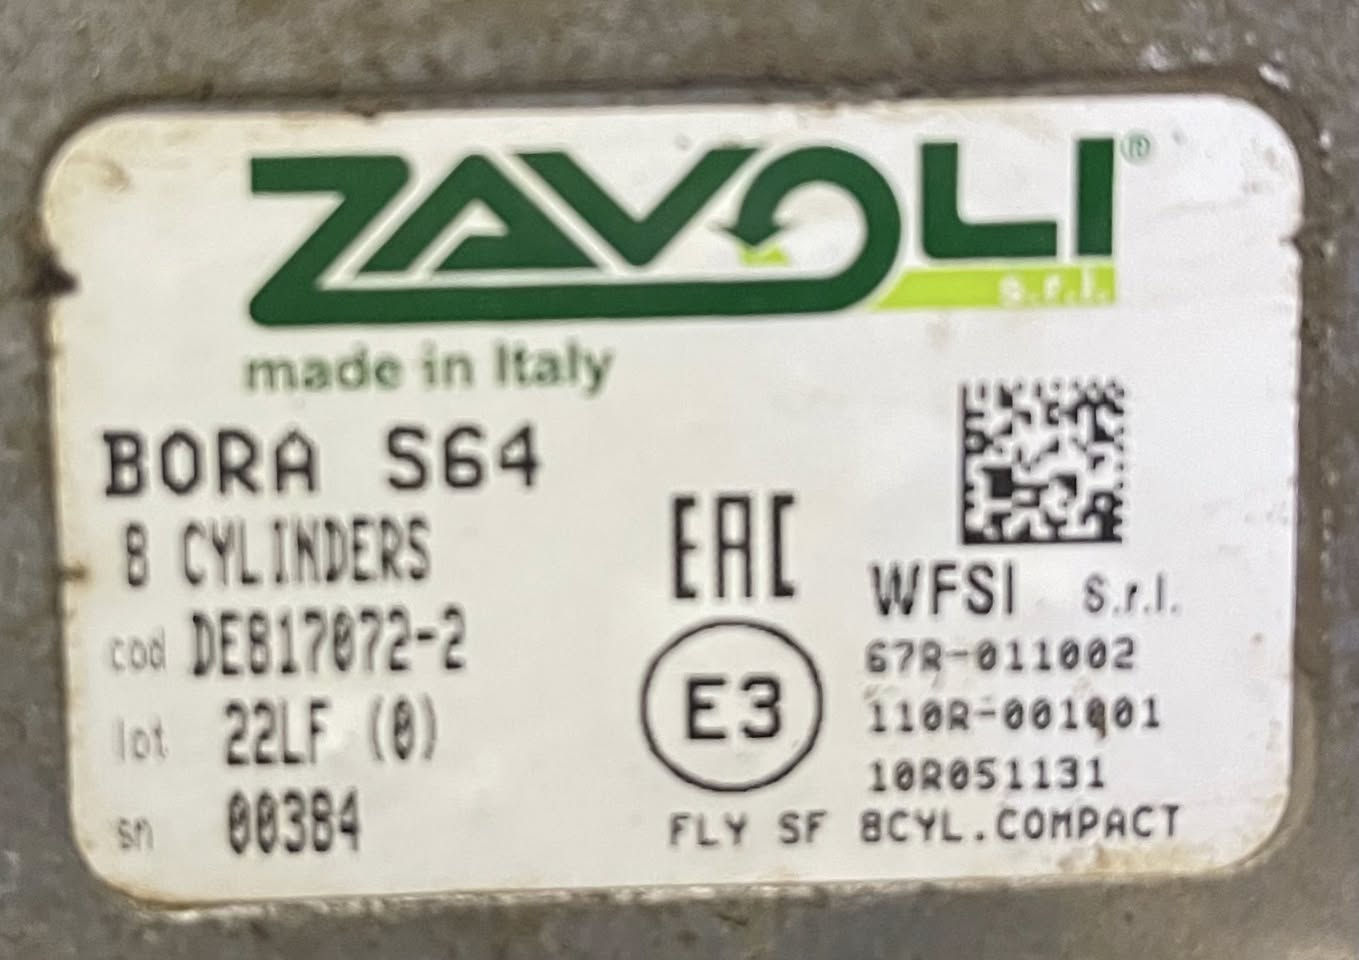 ZAVOLI®
s.r.l.
made in Italy
BORA S64
8 CYLINDERS
cod DE817072-2
lot 22LF (0)
sn 00384
EAC
E3
WFSI S.r.l.
67R-011002
110R-001001
10R051131
FLY SF 8CYL.COMPACT